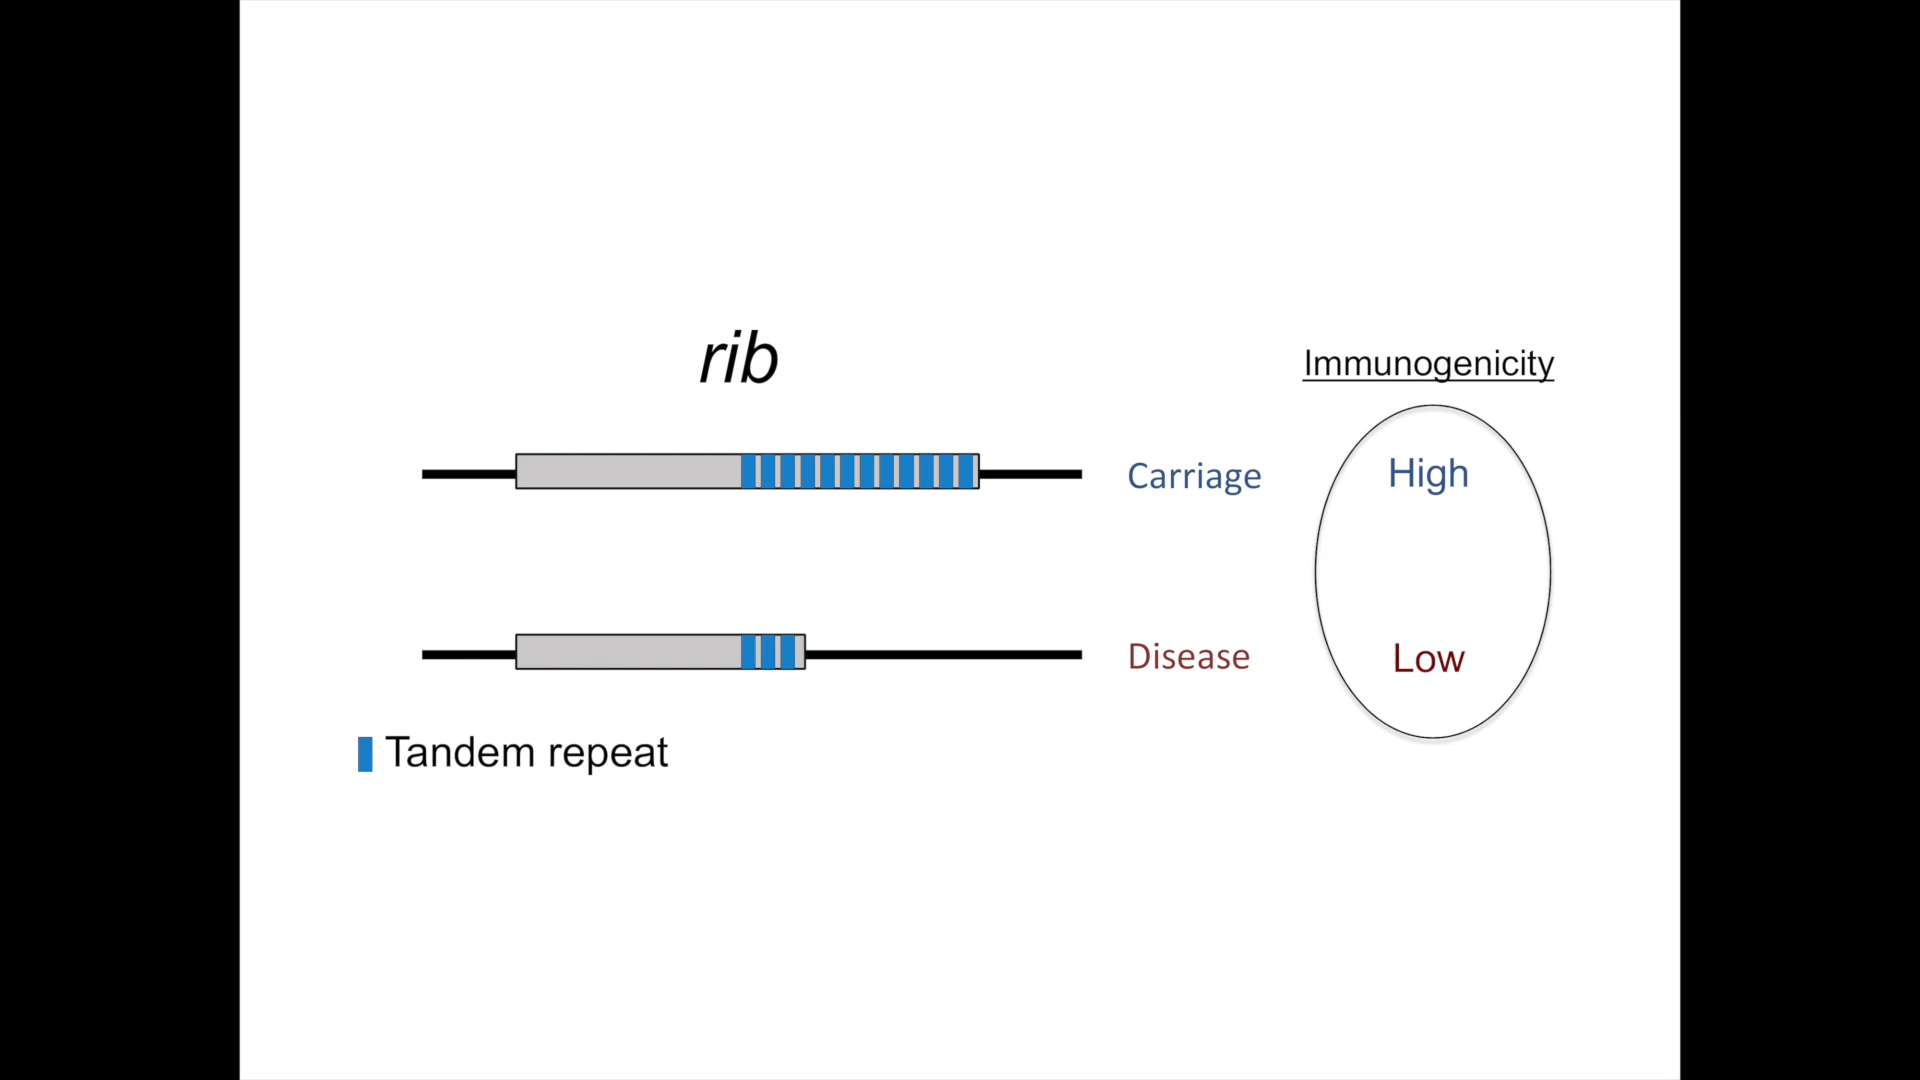 rib
Immunogenicity
Carriage
High
Disease
Low
Tandem repeat